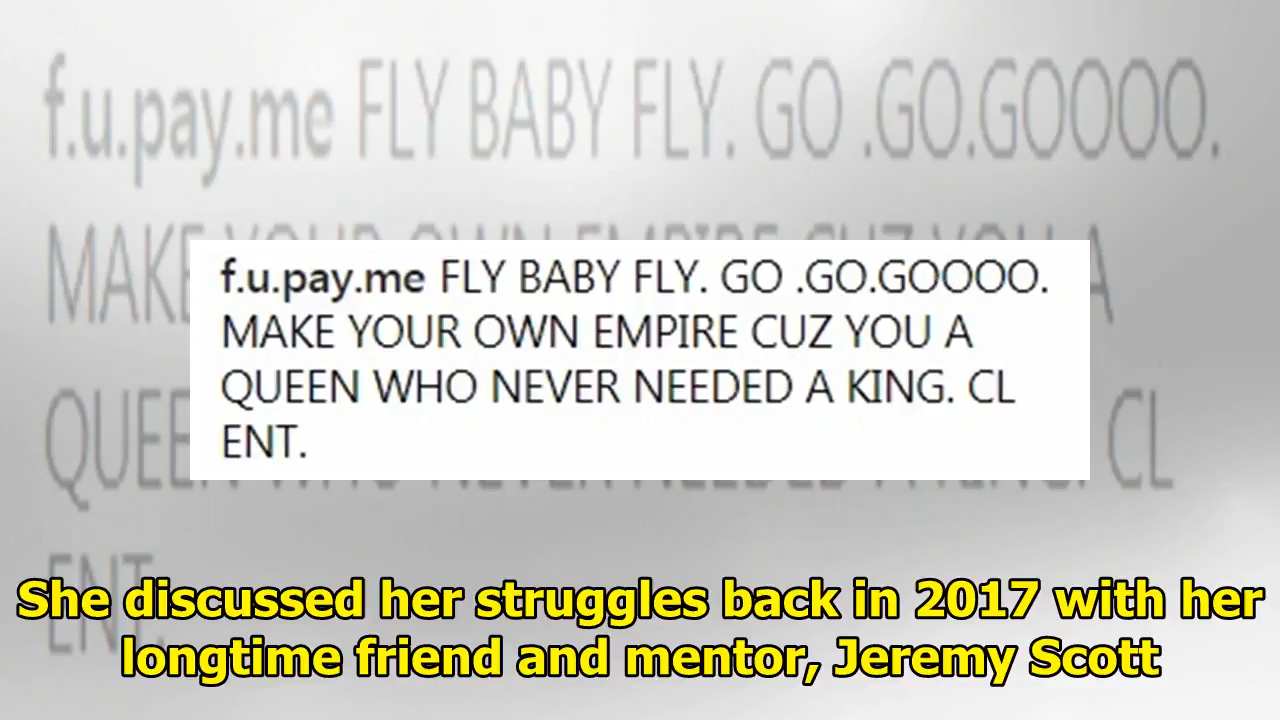 f.u.pay.me FLY BABY FLY. GO .GO.GOOOO.
MAKE YOUR OWN EMPIRE CUZ YOU A
QUEEN WHO NEVER NEEDED A KING. CL
ENT.
She discussed her struggles back in 2017 with her
longtime friend and mentor, Jeremy Scott